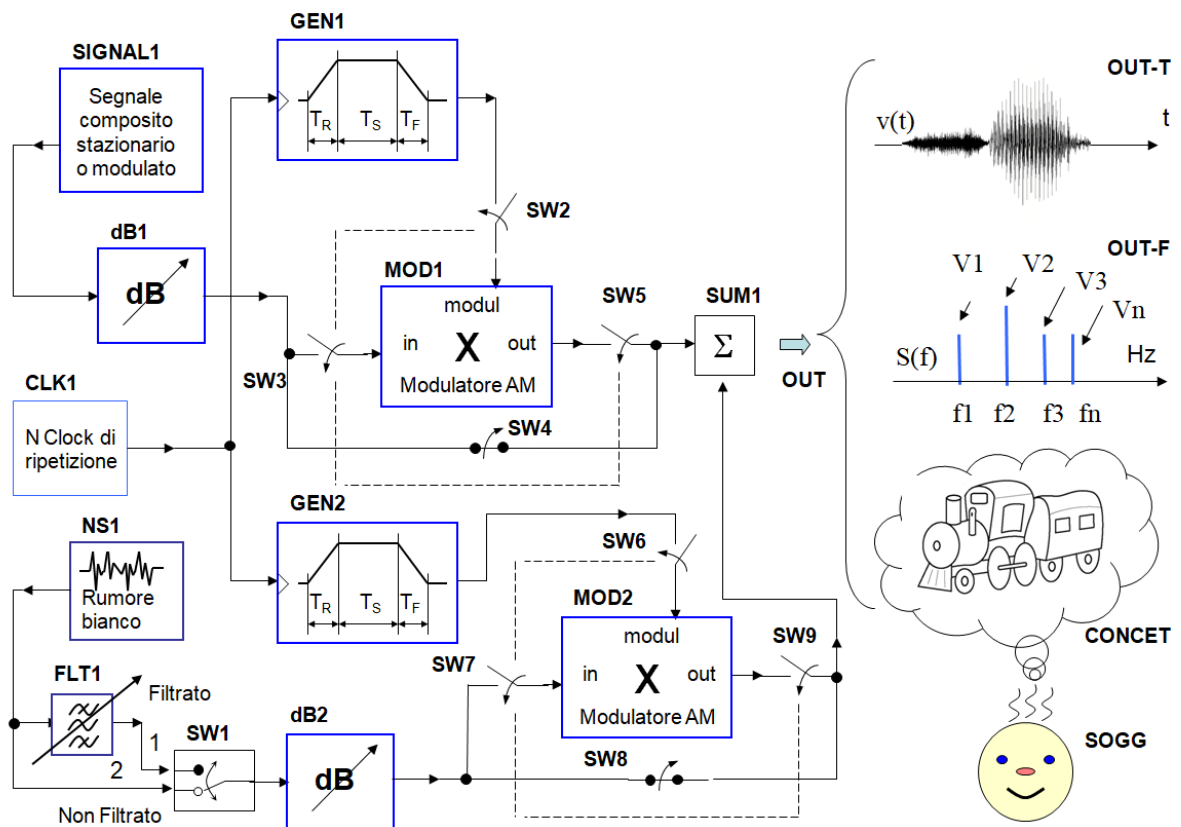 GEN1
SIGNAL1
Segnale
composito
stazionario
o modulato
T_R
T_S
T_F
SW2
dB1
dB
MOD1
modul
in
X
out
Modulatore AM
SW3
SW5
SW4
SUM1
Σ
OUT
CLK1
N Clock di
ripetizione
GEN2
T_R
T_S
T_F
NS1
Rumore
bianco
FLT1
Filtrato
1
2
SW1
Non Filtrato
dB2
dB
SW6
SW7
MOD2
modul
in
X
out
Modulatore AM
SW9
SW8
OUT-T
v(t)
t
OUT-F
V1
V2
V3
Vn
S(f)
Hz
f1
f2
f3
fn
CONCET
SOGG